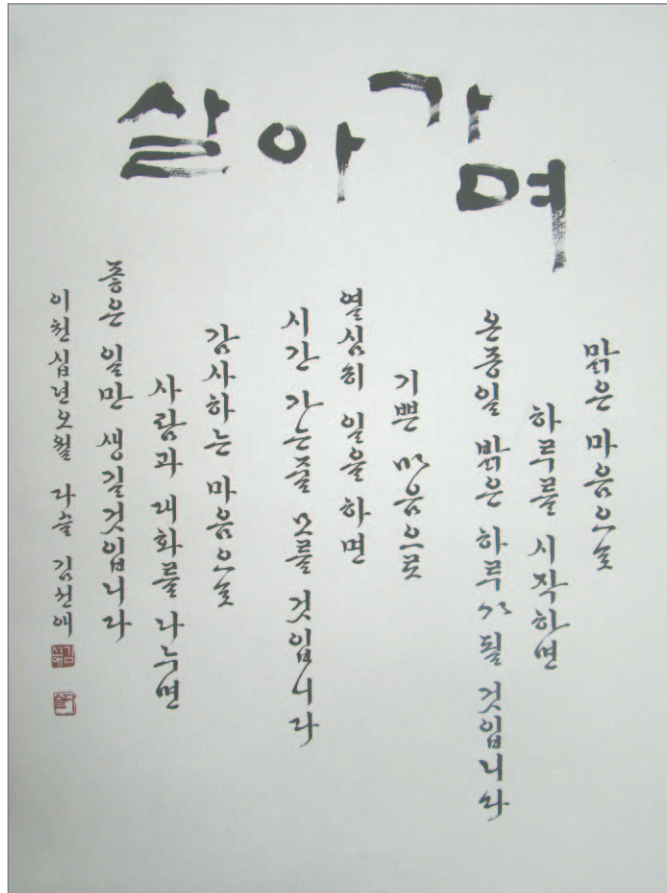 살아가며
맑은 마음으로
하루를 시작하면
온종일 밝은 하루가 될 것입니다
기쁜 마음으로
열심히 일을 하면
시간 가는줄 모를 것입니다
감사하는 마음으로
사람과 대화를 나누면
좋은 일만 생길것입니다
이천십년오월 다솔 김선애